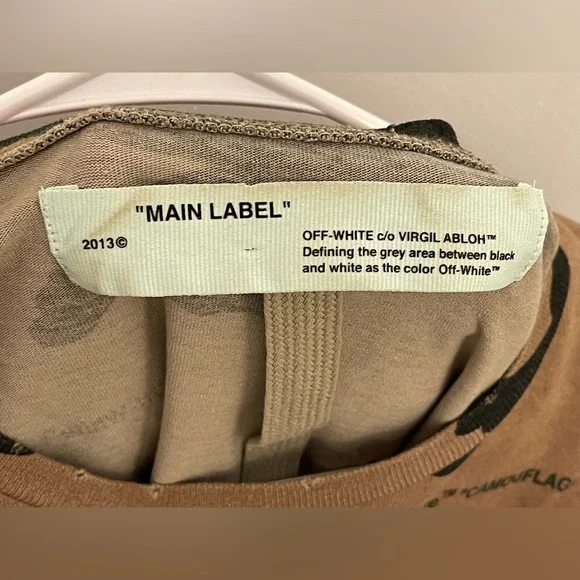 "MAIN LABEL"
2013©
OFF-WHITE c/o VIRGIL ABLOH™
Defining the grey area between black
and white as the color Off-White™
™ "CAMOUFLAG